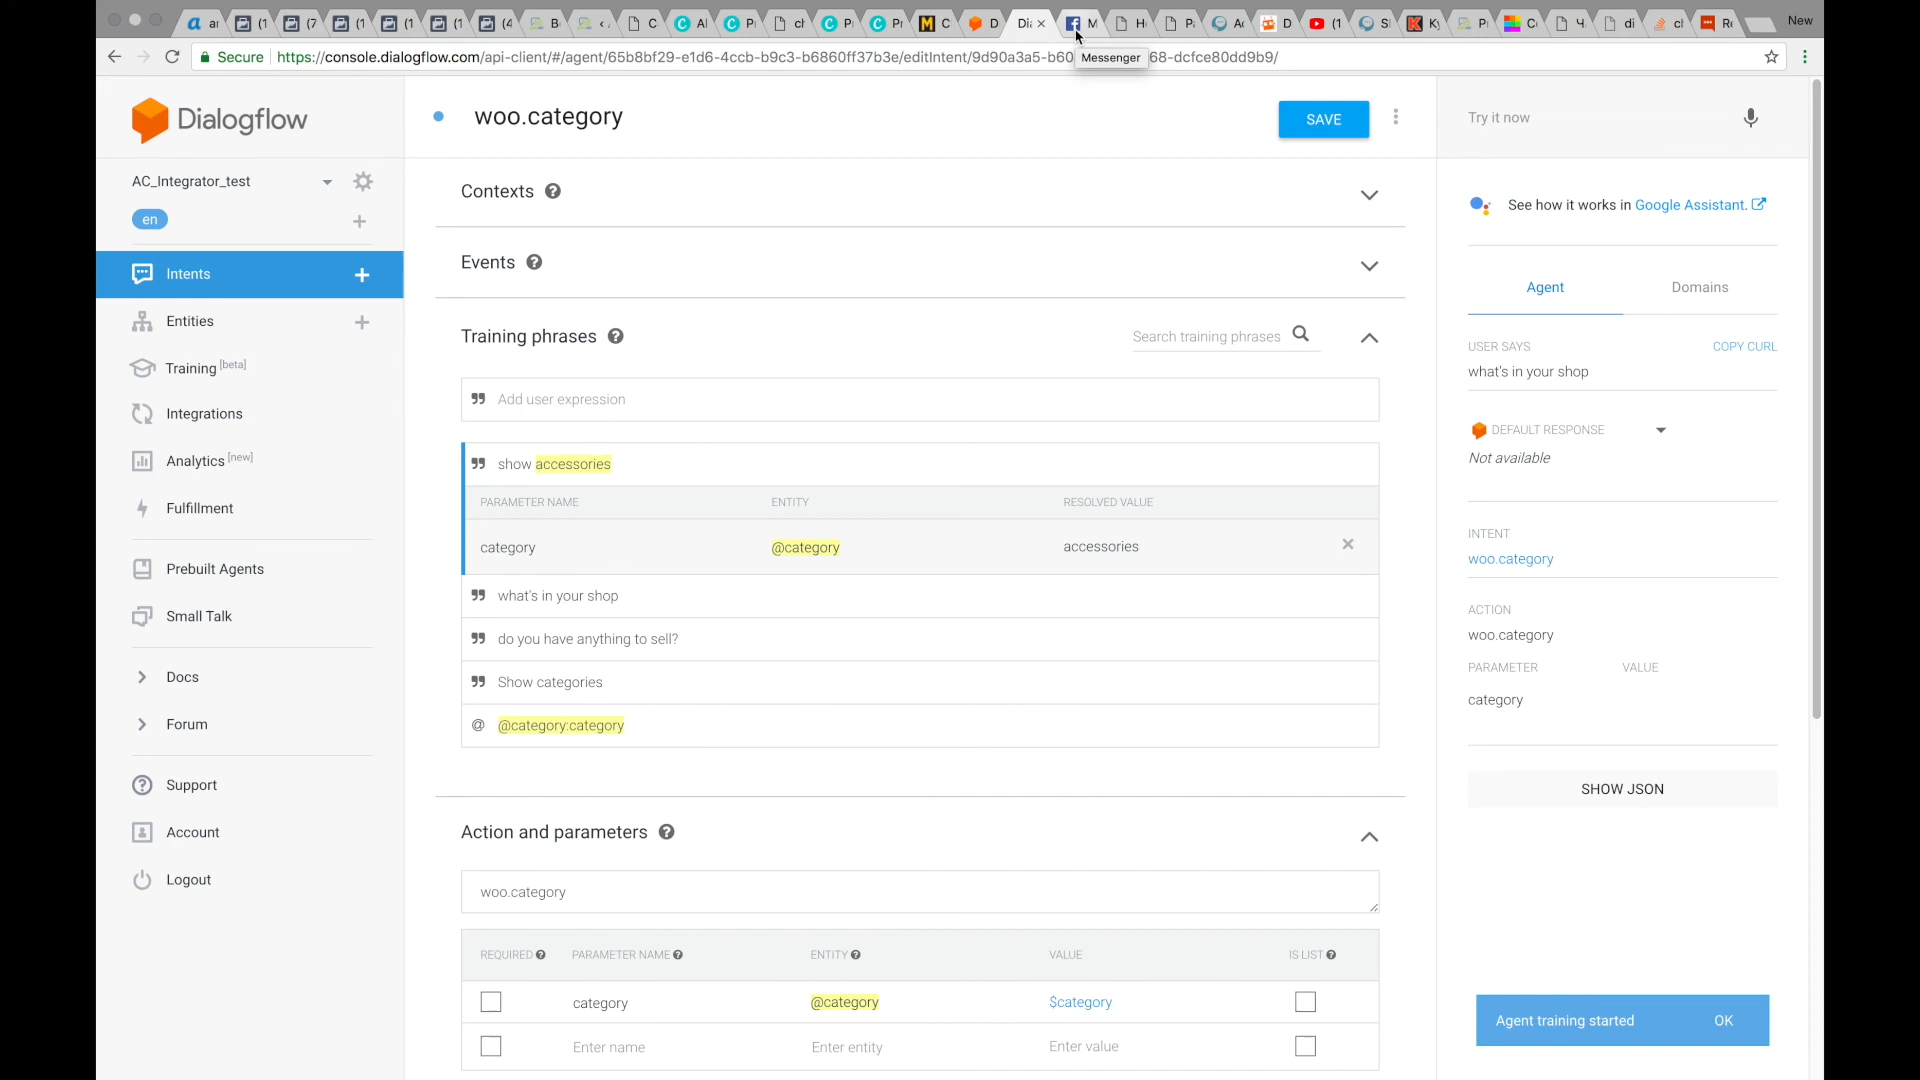 New
Secure https://console.dialogflow.com/api-client/#/agent/65b8bf29-e1d6-4ccb-b9c3-b6860ff37b3e/editIntent/9d90a3a5-b60 68-dcfce80dd9b9/
Messenger
Dialogflow
woo.category
SAVE
Try it now
AC_Integrator_test
en
Contexts
See how it works in Google Assistant.
Intents
Events
Agent
Domains
Entities
Training phrases
Search training phrases
USER SAYS
COPY CURL
what's in your shop
Training [beta]
Add user expression
Integrations
DEFAULT RESPONSE
Not available
Analytics [new]
show accessories
PARAMETER NAME
ENTITY
RESOLVED VALUE
Fulfillment
category
@category
accessories
INTENT
woo.category
Prebuilt Agents
what's in your shop
Small Talk
ACTION
woo.category
do you have anything to sell?
PARAMETER
VALUE
Docs
Show categories
category
Forum
@category:category
Support
SHOW JSON
Account
Action and parameters
Logout
woo.category
REQUIRED
PARAMETER NAME
ENTITY
VALUE
IS LIST
category
@category
$category
Agent training started
OK
Enter name
Enter entity
Enter value